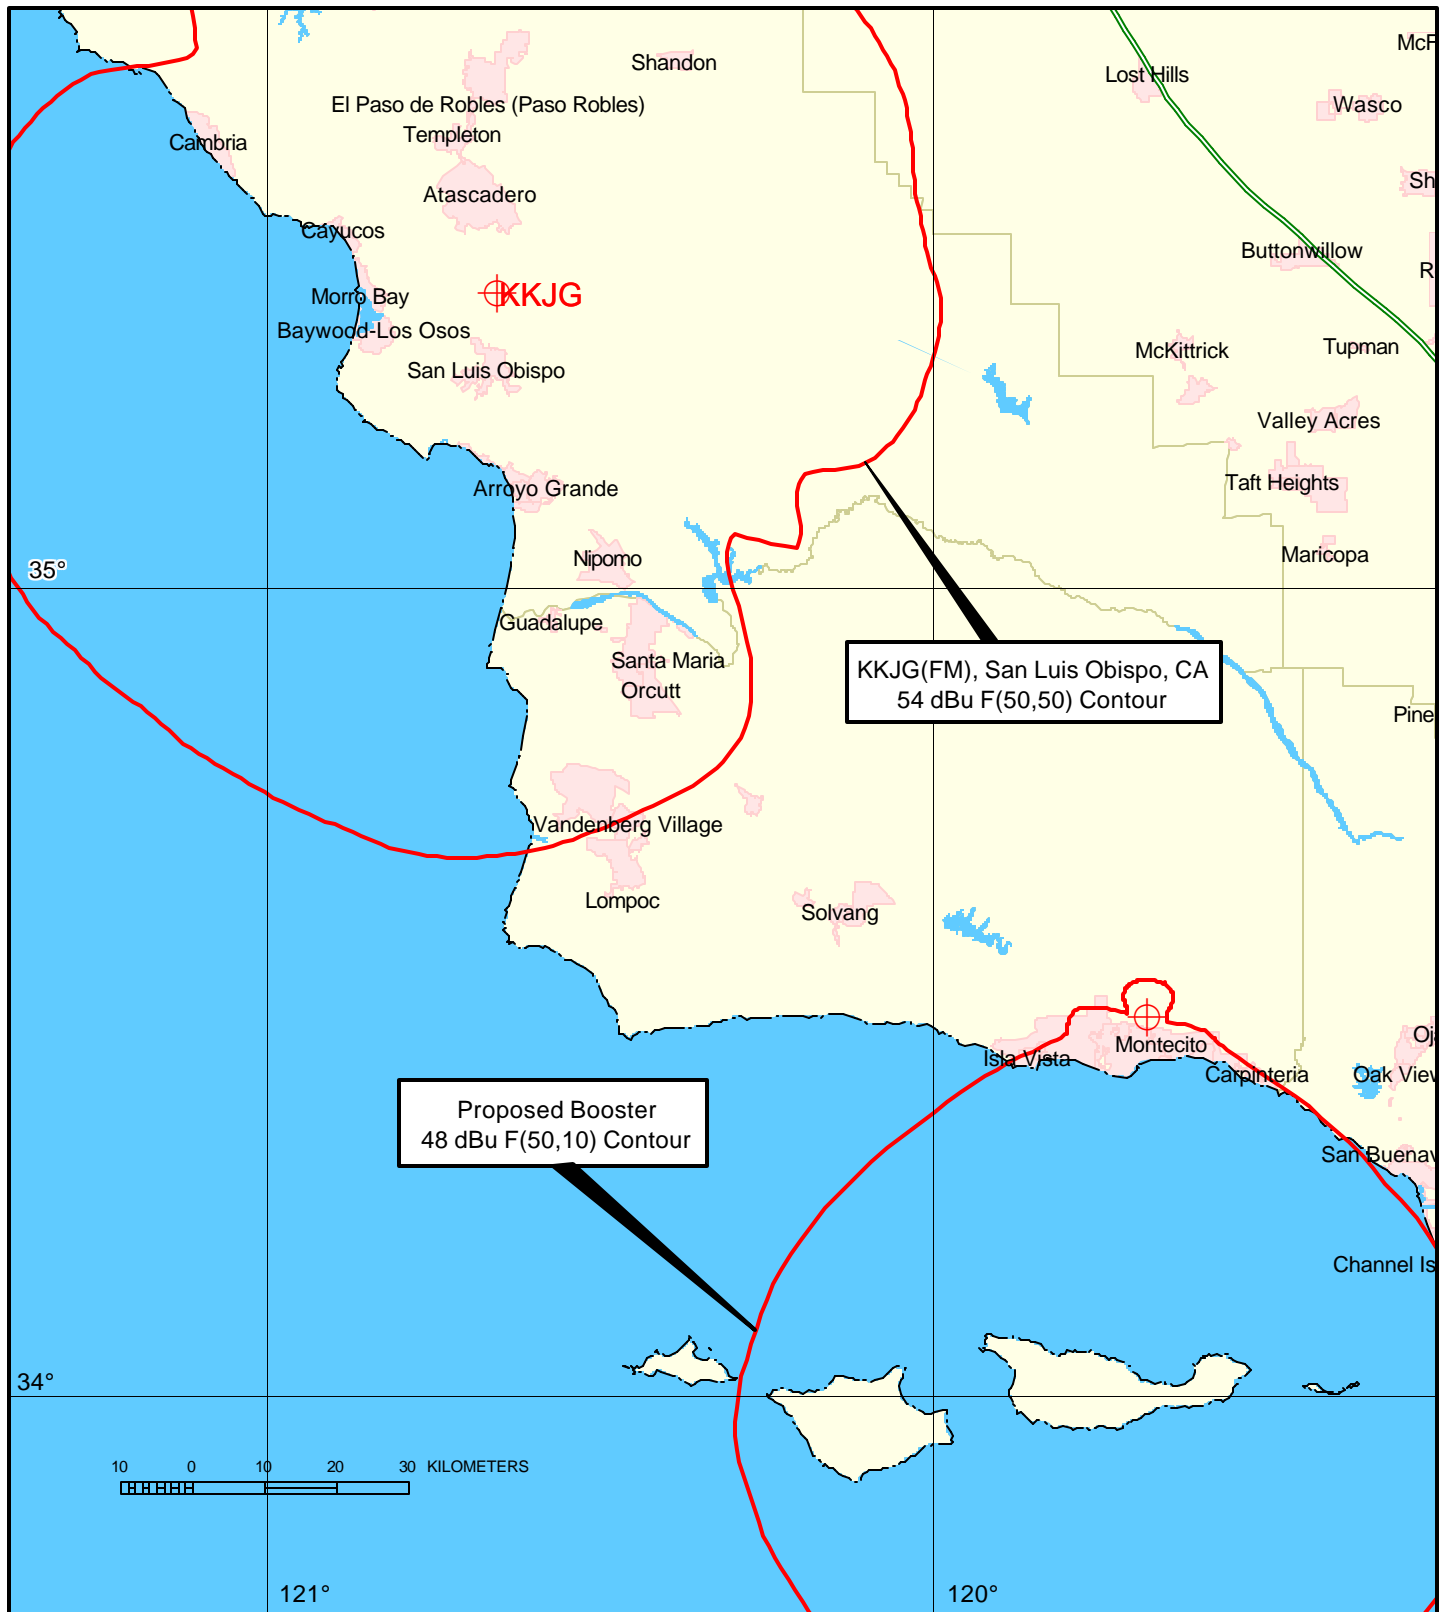 McF
Shandon
Lost Hills
El Paso de Robles (Paso Robles)
Wasco
Templeton
Cambria
Sh
Atascadero
Cayucos
Buttonwillow
R
KKJG
Morro Bay
Baywood-Los Osos
McKittrick
Tupman
San Luis Obispo
Valley Acres
Taft Heights
Arroyo Grande
Maricopa
Nipomo
35°
Guadalupe
Santa Maria
Orcutt
KKJG(FM), San Luis Obispo, CA
54 dBu F(50,50) Contour
Pine
Vandenberg Village
Lompoc
Solvang
Oj
Montecito
Isla Vista
Carpinteria
Oak View
Proposed Booster
48 dBu F(50,10) Contour
San Buenav
Channel Is
34°
10 0 10 20 30 KILOMETERS
121°
120°